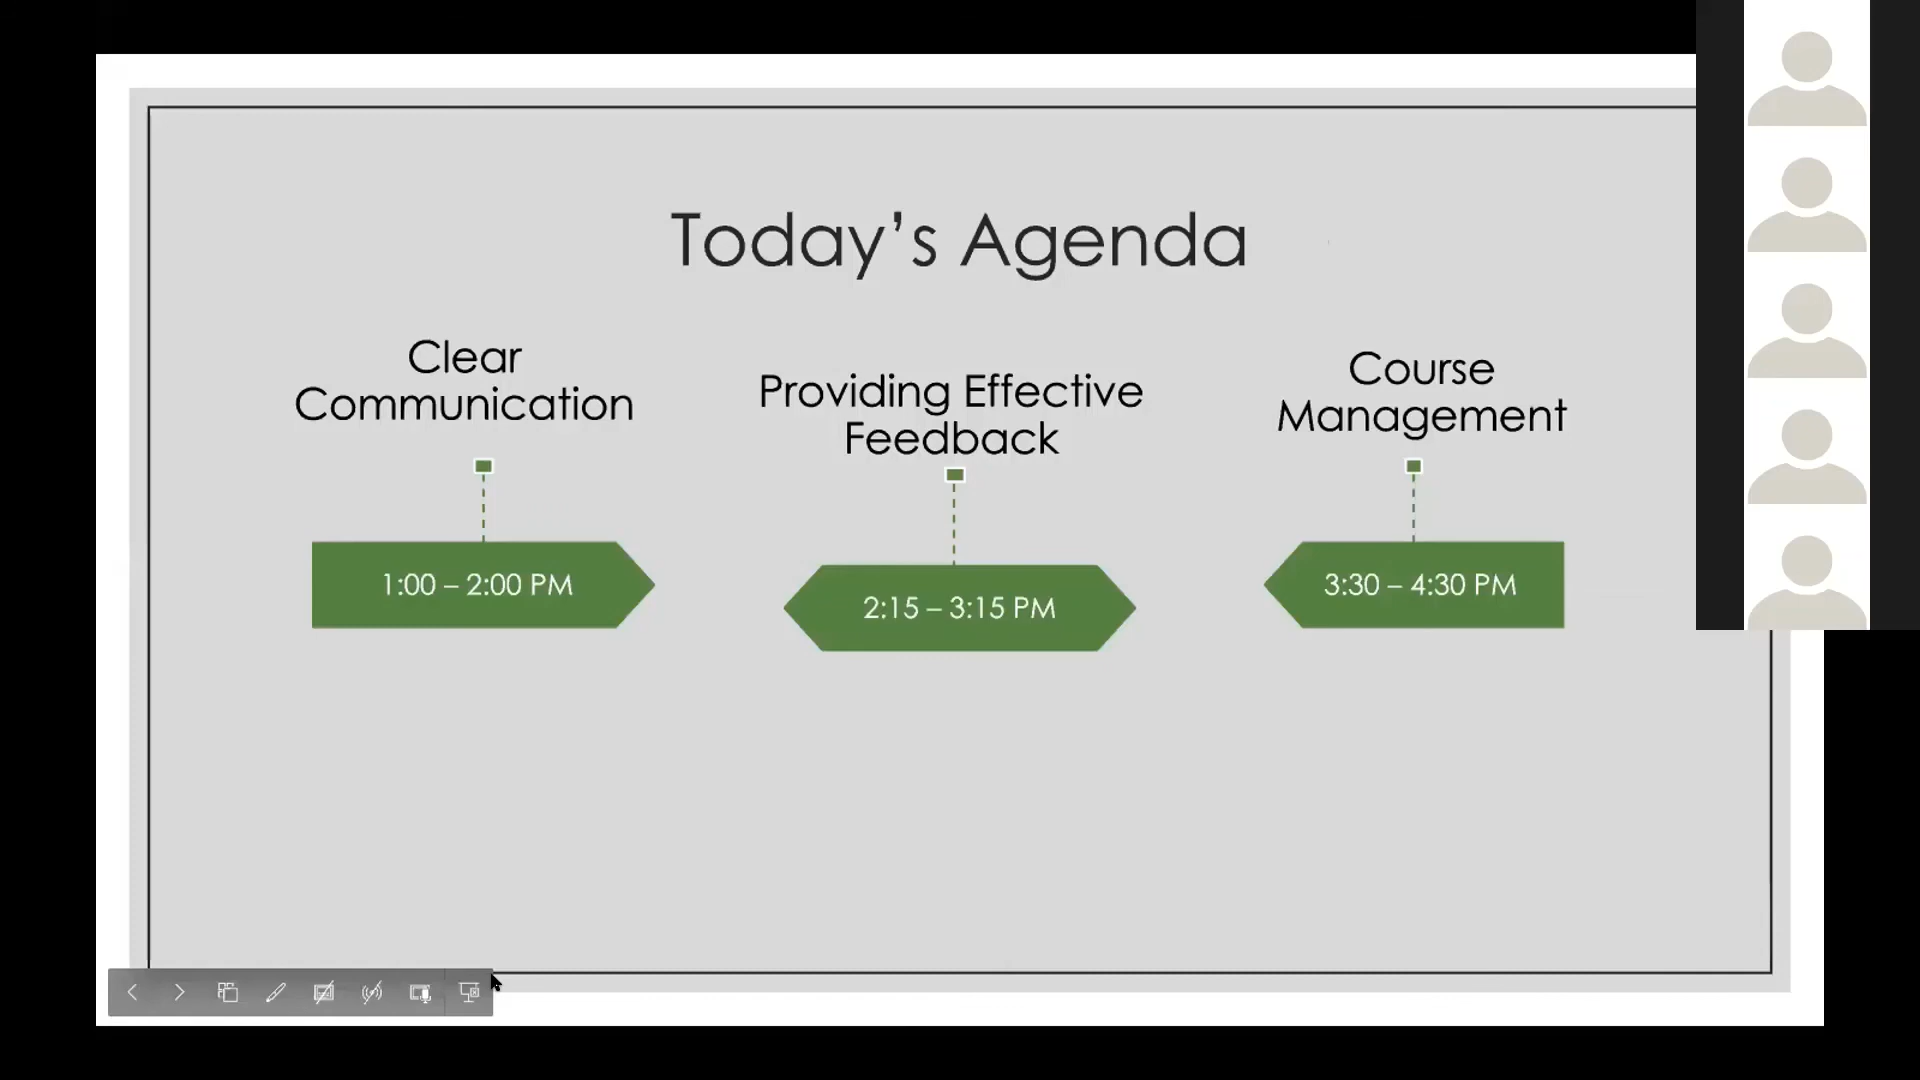 Today’s Agenda
Clear
Communication
1:00 – 2:00 PM
Providing Effective
Feedback
2:15 – 3:15 PM
Course
Management
3:30 – 4:30 PM